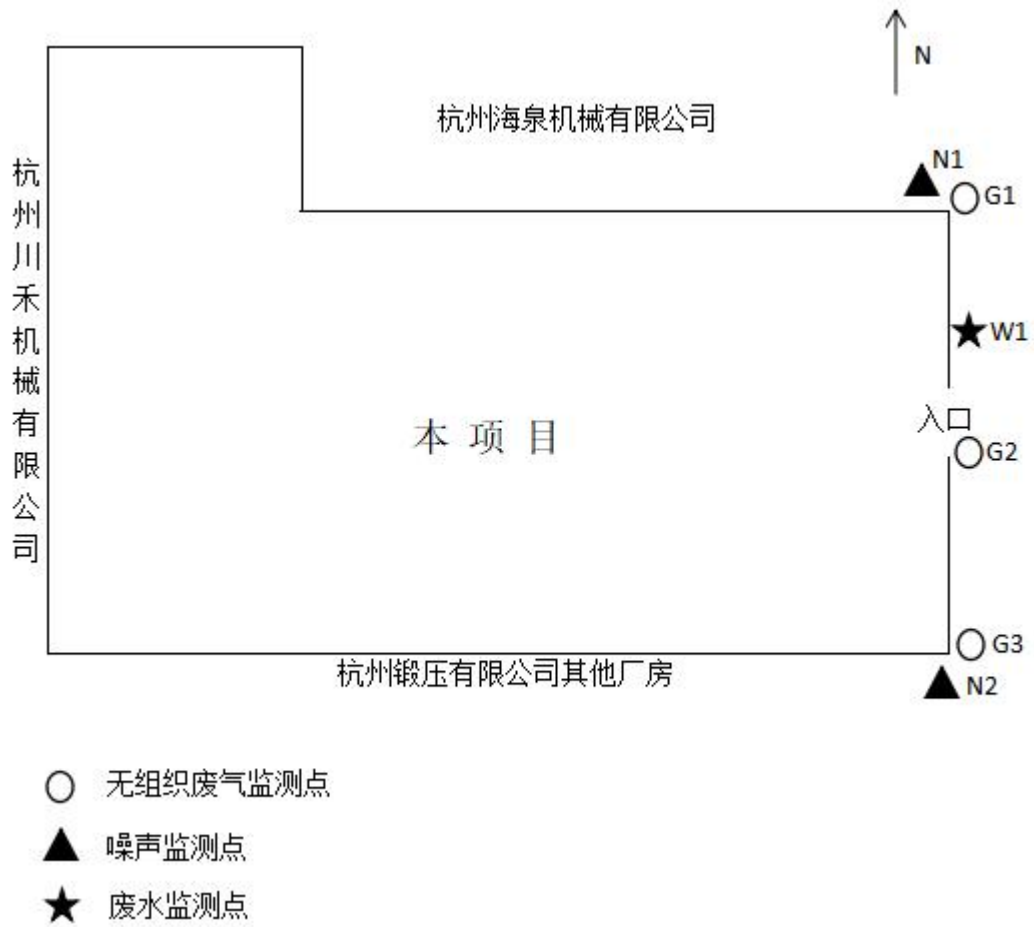 N
杭州海泉机械有限公司
N1
G1
杭州川禾机械有限公司
W1
入口
本项目
G2
G3
杭州锻压有限公司其他厂房
N2
无组织废气监测点
噪声监测点
废水监测点